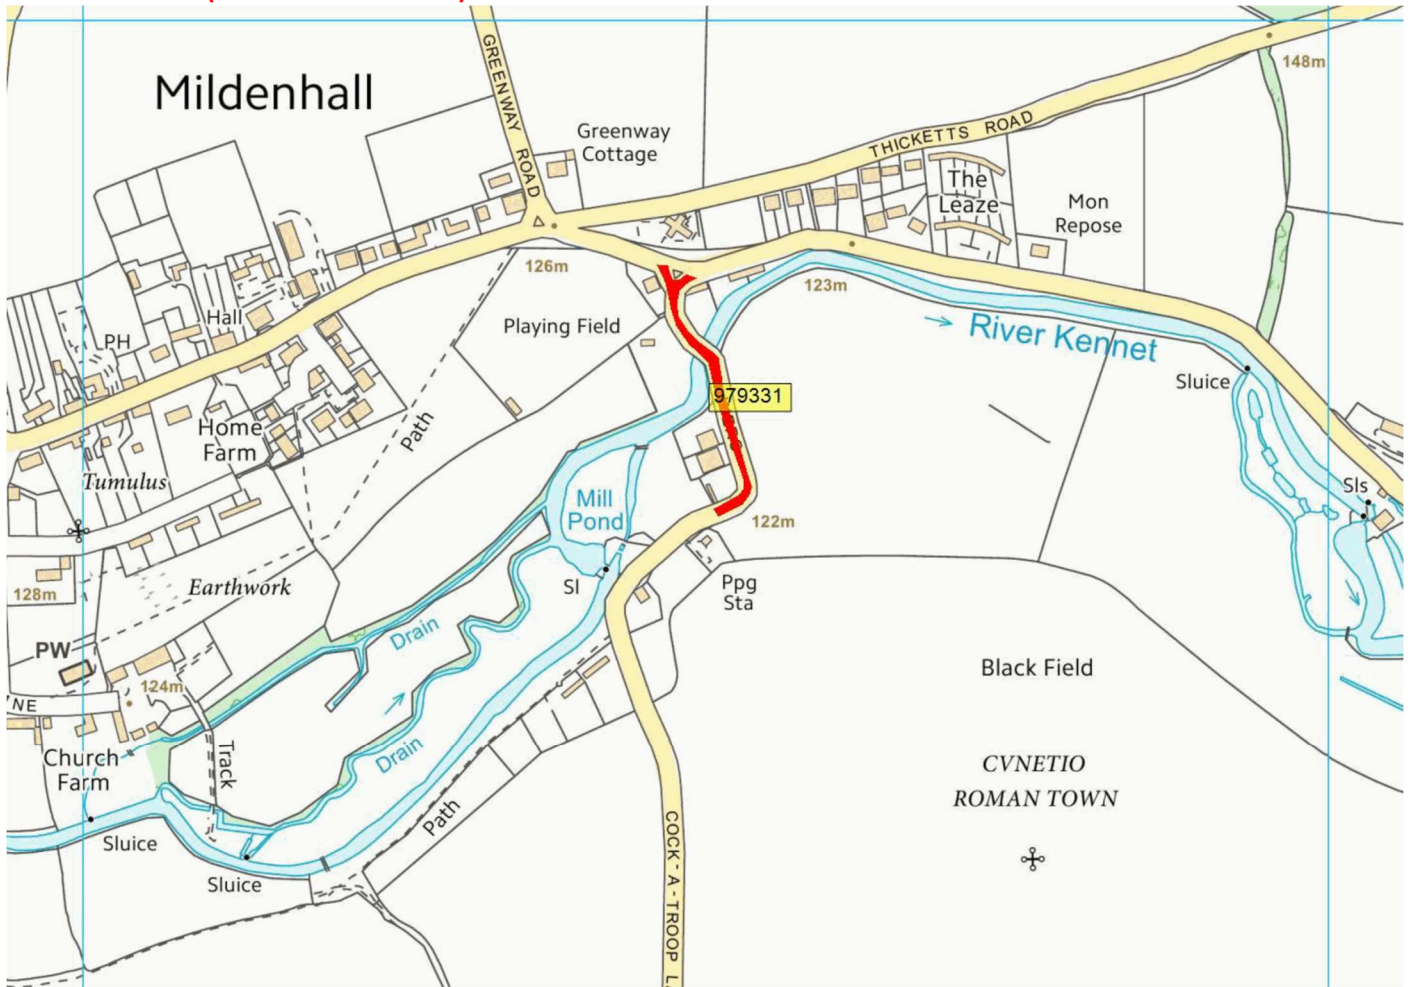 148m
GREENWAY ROAD
Mildenhall
Greenway
Cottage
THICKETTS ROAD
The
Leaze
Mon
Repose
126m
123m
Hall
PH
Playing Field
River Kennet
Sluice
979331
Path
Home
Farm
Tumulus
Mill
Pond
Sls
122m
Sl
Ppg
Sta
Earthwork
128m
Drain
PW
124m
NE
Black Field
Church
Farm
Track
Drain
CVNETIO
ROMAN TOWN
Path
Sluice
Sluice
COCK-A-TROOP L